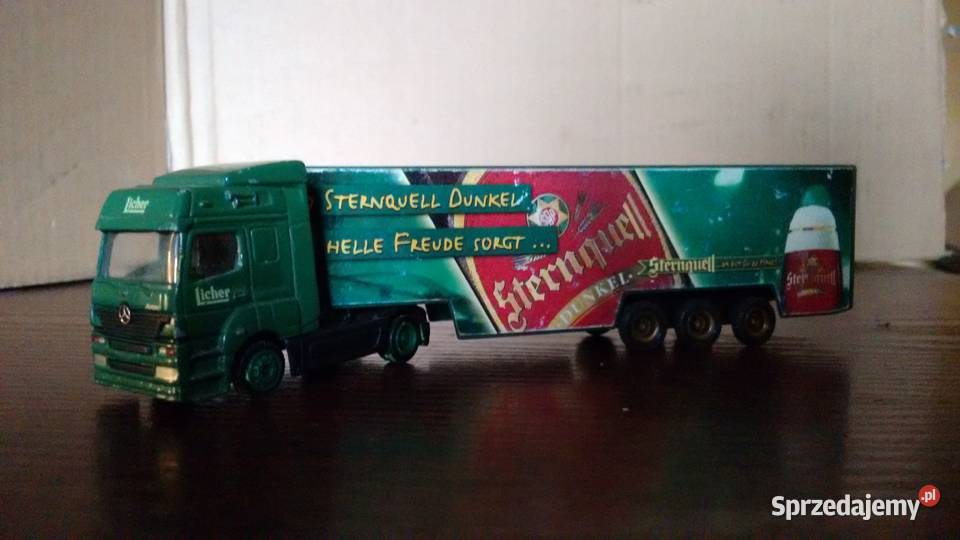 Licher
Licher
STERNQUELL DUNKEL
HELLE FREUDE SORGT ...
Sternquell
DUNKEL
Sternquell
Sternquell
Sprzedajemy.pl